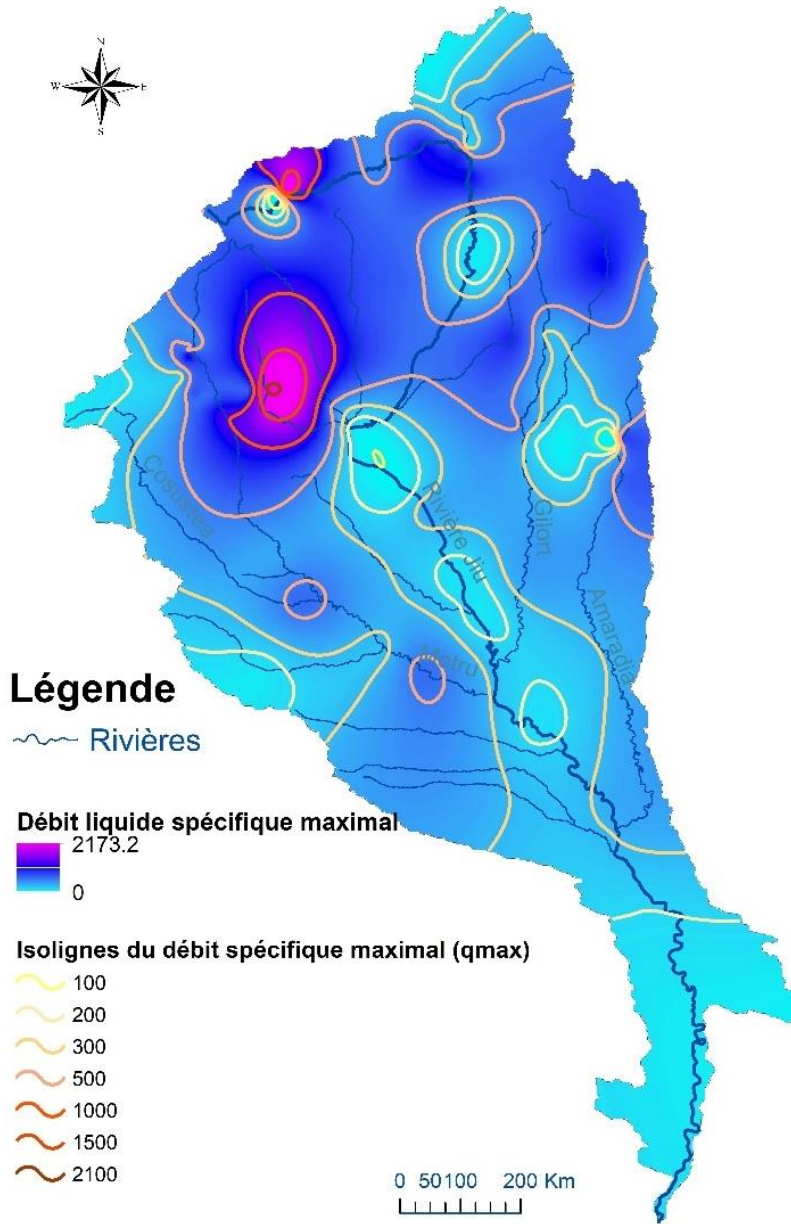 N
W E
S
Cosustea
Rivière Jiu
Gilort
Amaradia
Motru
Légende
Rivières
Débit liquide spécifique maximal
2173.2
0
Isolignes du débit spécifique maximal (qmax)
100
200
300
500
1000
1500
2100
0 50100 200 Km